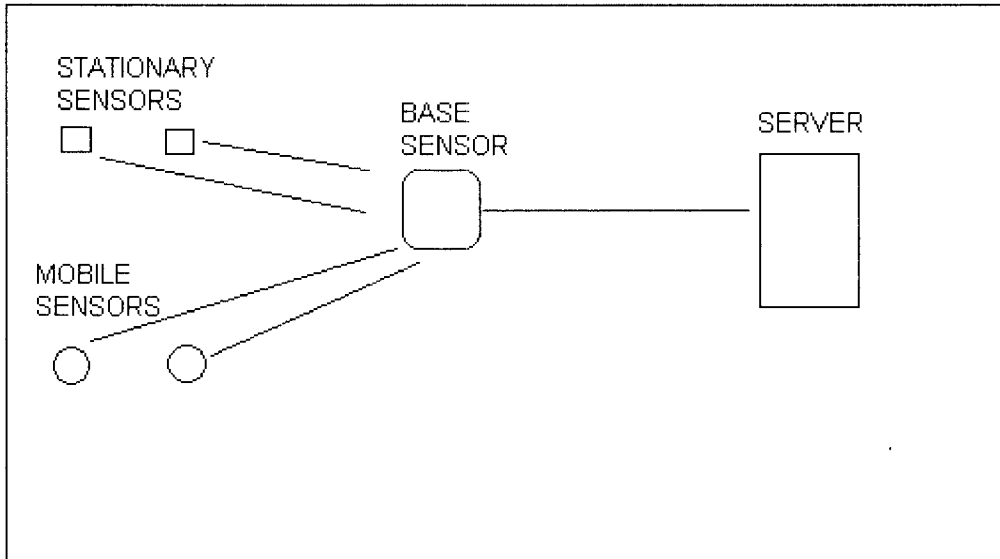 STATIONARY
SENSORS
BASE
SENSOR
SERVER
MOBILE
SENSORS